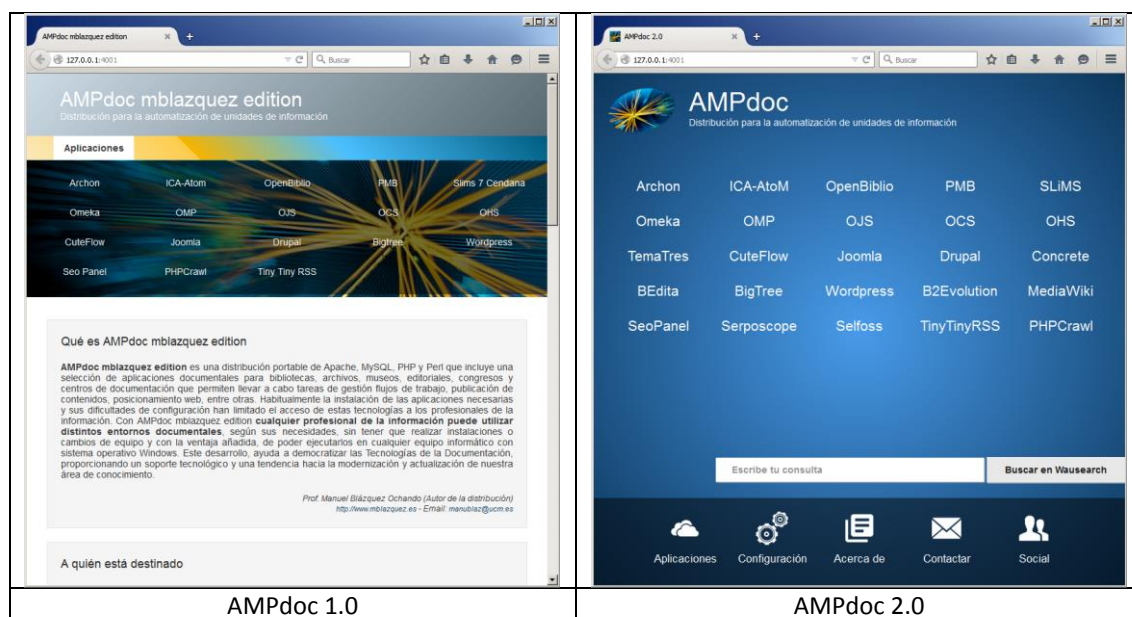 AMPdoc mblazquez edition
127.0.0.1:4001
Buscar
AMPdoc mblazquez edition
Distribución para la automatización de unidades de información
Aplicaciones
Archon ICA-Atom OpenBiblio PMB Slims 7 Cendana
Omeka OMP OJS OCS OHS
CuteFlow Joomla Drupal Bigtree Wordpress
Seo Panel PHPCrawl Tiny Tiny RSS
Qué es AMPdoc mblazquez edition
AMPdoc mblazquez edition es una distribución portable de Apache, MySQL, PHP y Perl que incluye una
selección de aplicaciones documentales para bibliotecas, archivos, museos, editoriales, congresos y
centros de documentación que permiten llevar a cabo tareas de gestión flujos de trabajo, publicación de
contenidos, posicionamiento web, entre otras. Habitualmente la instalación de las aplicaciones necesarias
y sus dificultades de configuración han limitado el acceso de estas tecnologías a los profesionales de la
información. Con AMPdoc mblazquez edition cualquier profesional de la información puede utilizar
distintos entornos documentales, según sus necesidades, sin tener que realizar instalaciones o
cambios de equipo y con la ventaja añadida, de poder ejecutarlos en cualquier equipo informático con
sistema operativo Windows. Este desarrollo, ayuda a democratizar las Tecnologías de la Documentación,
proporcionando un soporte tecnológico y una tendencia hacia la modernización y actualización de nuestra
área de conocimiento.
Prof. Manuel Blázquez Ochando (Autor de la distribución)
http://www.mblazquez.es - Email: manublaz@ucm.es
A quién está destinado
AMPdoc 1.0
AMPdoc 2.0
127.0.0.1:4001
Buscar
AMPdoc
Distribución para la automatización de unidades de información
Archon ICA-AtoM OpenBiblio PMB SLiMS
Omeka OMP OJS OCS OHS
TemaTres CuteFlow Joomla Drupal Concrete
BEdita BigTree Wordpress B2Evolution MediaWiki
SeoPanel Serposcope Selfoss TinyTinyRSS PHPCrawl
Escribe tu consulta Buscar en Wausearch
Aplicaciones Configuración Acerca de Contactar Social
AMPdoc 2.0